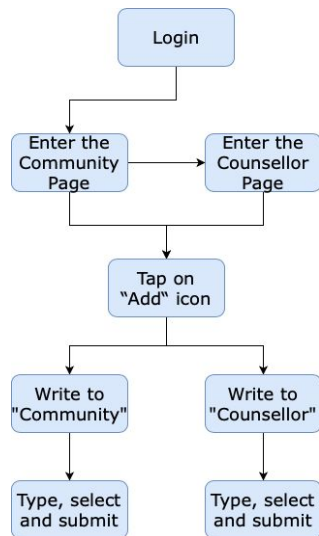 Login
Enter the
Community
Page
Enter the
Counsellor
Page
Tap on
“Add“ icon
Write to
"Community"
Write to
"Counsellor"
Type, select
and submit
Type, select
and submit